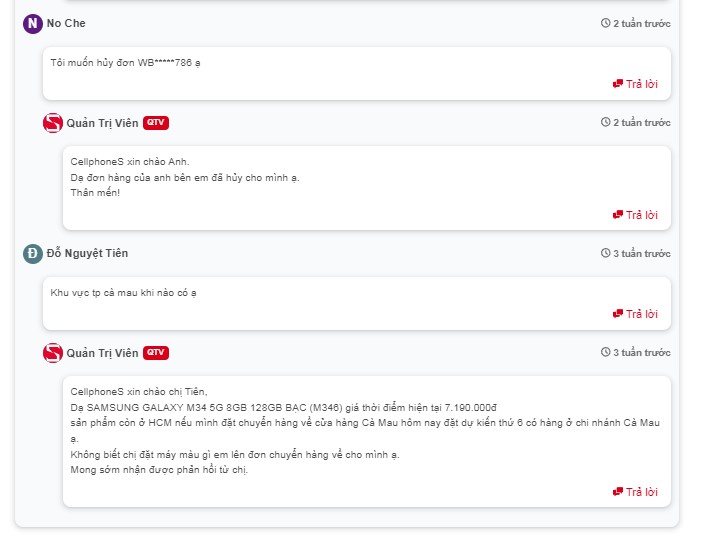 N No Che 2 tuần trước
Tôi muốn hủy đơn WB*****786 ạ
Trả lời
S Quản Trị Viên QTV 2 tuần trước
CellphoneS xin chào Anh.
Dạ đơn hàng của anh bên em đã hủy cho mình ạ.
Thân mến!
Trả lời
Đ Đỗ Nguyệt Tiên 3 tuần trước
Khu vực tp cà mau khi nào có ạ
Trả lời
S Quản Trị Viên QTV 3 tuần trước
CellphoneS xin chào chị Tiên,
Dạ SAMSUNG GALAXY M34 5G 8GB 128GB BẠC (M346) giá thời điểm hiện tại 7.190.000đ
sản phẩm còn ở HCM nếu mình đặt chuyển hàng về cửa hàng Cà Mau hôm nay đặt dự kiến thứ 6 có hàng ở chi nhánh Cà Mau
ạ.
Không biết chị đặt máy màu gì em lên đơn chuyển hàng về cho mình ạ.
Mong sớm nhận được phản hồi từ chị.
Trả lời